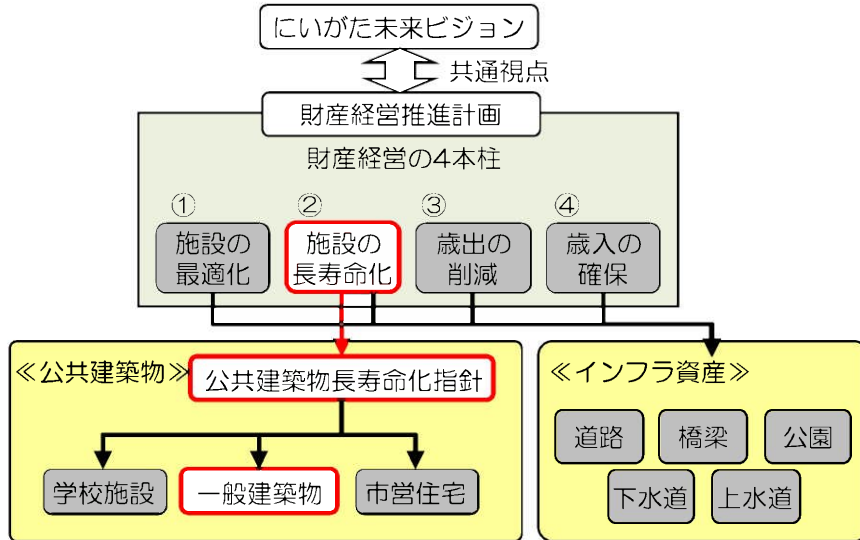 にいがた未来ビジョン
共通視点
財産経営推進計画
財産経営の4本柱
①
②
③
④
施設の
最適化
施設の
長寿命化
歳出の
削減
歳入の
確保
≪公共建築物≫
公共建築物長寿命化指針
≪インフラ資産≫
道路
橋梁
公園
学校施設
一般建築物
市営住宅
下水道
上水道